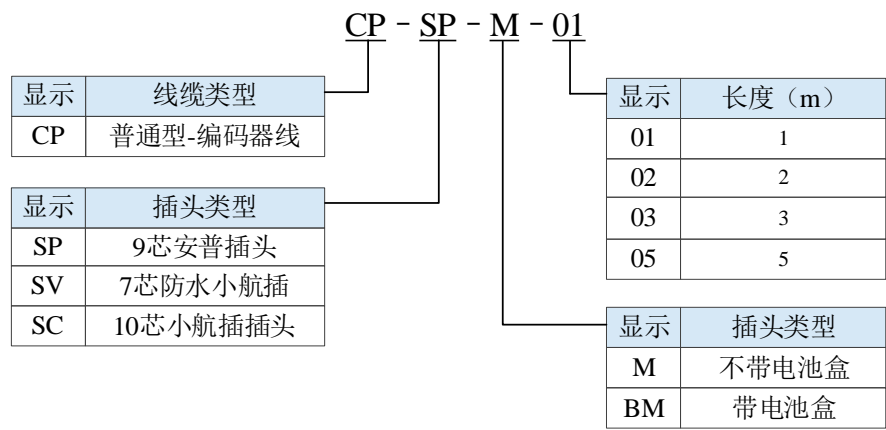 CP - SP - M - 01
显示 线缆类型
CP 普通型-编码器线
显示 插头类型
SP 9芯安普插头
SV 7芯防水小航插
SC 10芯小航插插头
显示 长度（m）
01 1
02 2
03 3
05 5
显示 插头类型
M 不带电池盒
BM 带电池盒